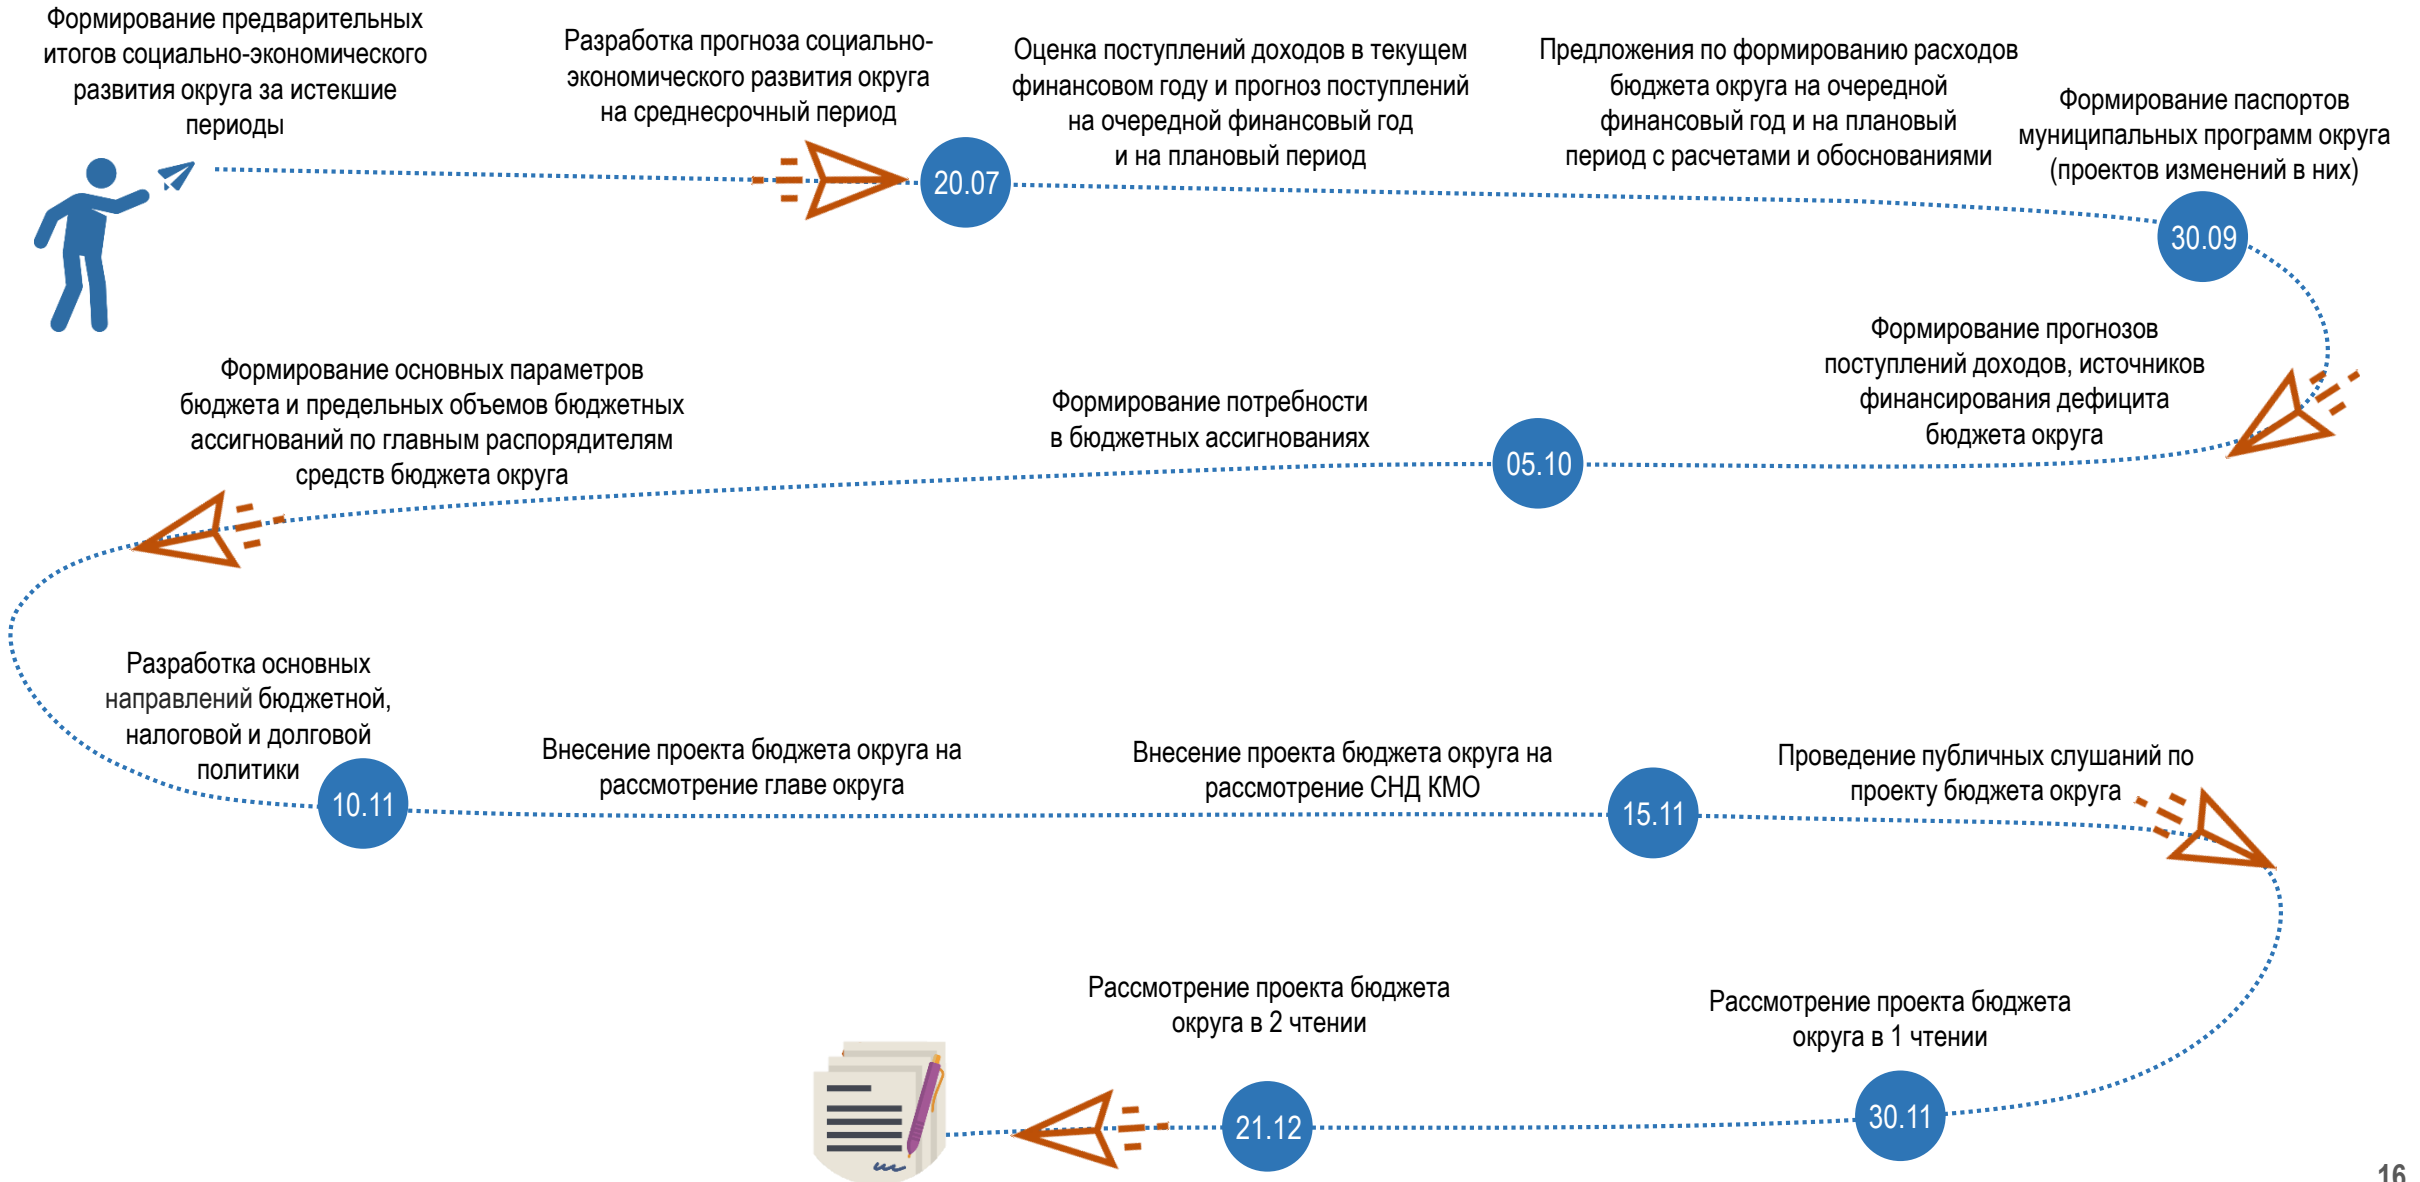 Формирование предварительных
итогов социально-экономического
развития округа за истекшие
периоды
Разработка прогноза социально-
экономического развития округа
на среднесрочный период
20.07
Оценка поступлений доходов в текущем
финансовом году и прогноз поступлений
на очередной финансовый год
и на плановый период
Предложения по формированию расходов
бюджета округа на очередной
финансовый год и на плановый
период с расчетами и обоснованиями
Формирование паспортов
муниципальных программ округа
(проектов изменений в них)
30.09
Формирование прогнозов
поступлений доходов, источников
финансирования дефицита
бюджета округа
05.10
Формирование потребности
в бюджетных ассигнованиях
Формирование основных параметров
бюджета и предельных объемов бюджетных
ассигнований по главным распорядителям
средств бюджета округа
Разработка основных
направлений бюджетной,
налоговой и долговой
политики
10.11
Внесение проекта бюджета округа на
рассмотрение главе округа
Внесение проекта бюджета округа на
рассмотрение СНД КМО
15.11
Проведение публичных слушаний по
проекту бюджета округа
Рассмотрение проекта бюджета
округа в 1 чтении
30.11
Рассмотрение проекта бюджета
округа в 2 чтении
21.12
16